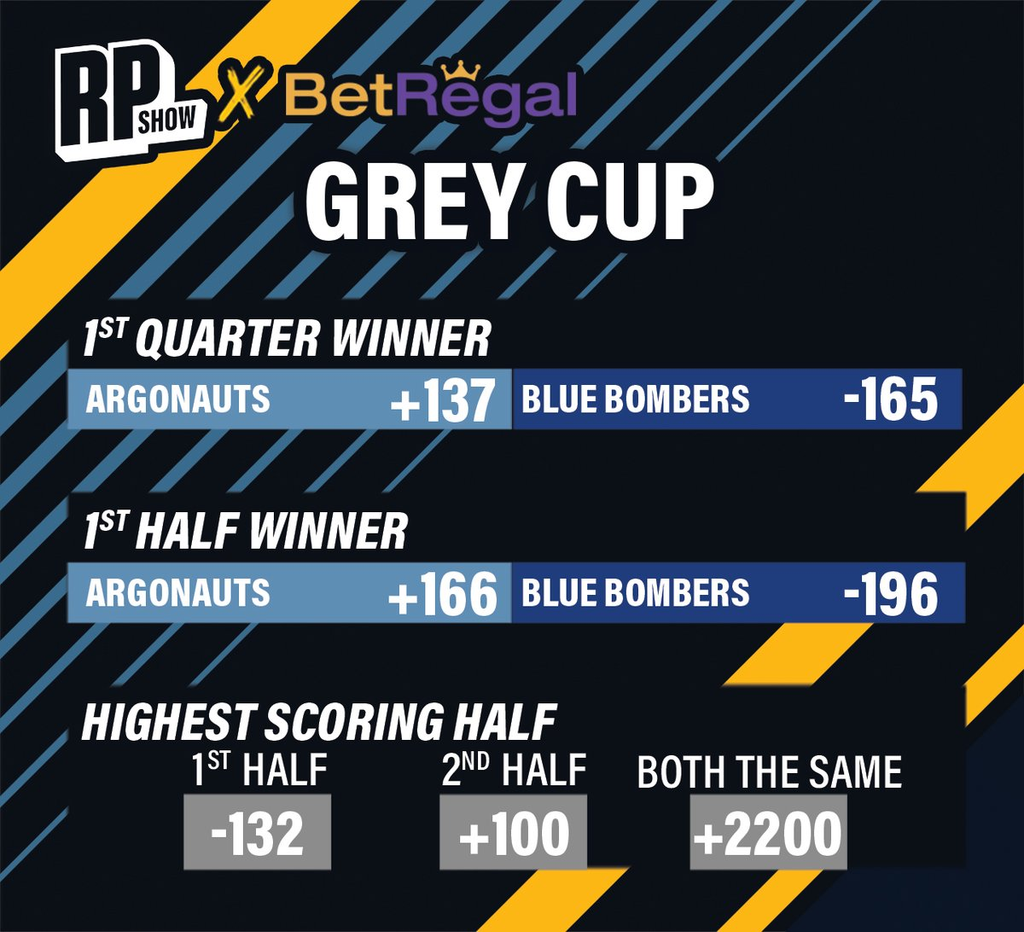 RP SHOW X BetRegal
GREY CUP
1ST QUARTER WINNER
ARGONAUTS +137 BLUE BOMBERS -165
1ST HALF WINNER
ARGONAUTS +166 BLUE BOMBERS -196
HIGHEST SCORING HALF
1ST HALF 2ND HALF BOTH THE SAME
-132 +100 +2200